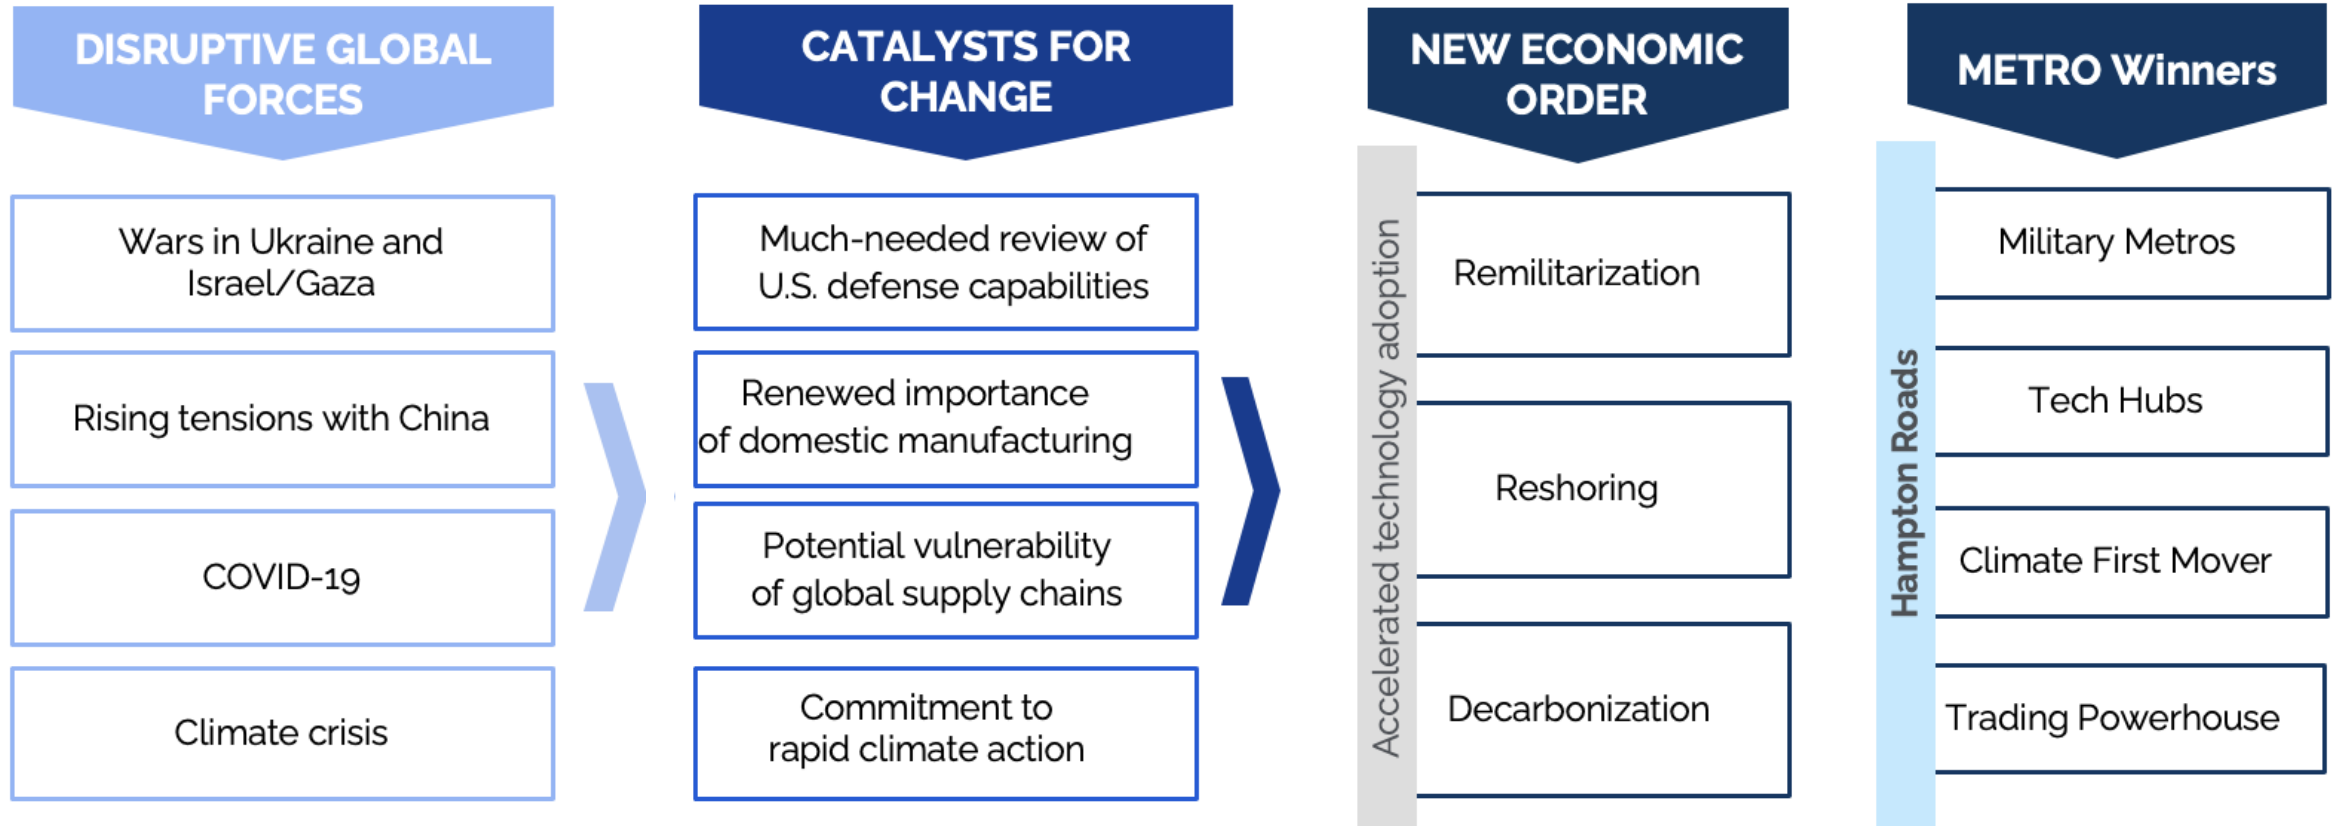 DISRUPTIVE GLOBAL
FORCES
Wars in Ukraine and
Israel/Gaza
Rising tensions with China
COVID-19
Climate crisis
CATALYSTS FOR
CHANGE
Much-needed review of
U.S. defense capabilities
Renewed importance
of domestic manufacturing
Potential vulnerability
of global supply chains
Commitment to
rapid climate action
NEW ECONOMIC
ORDER
Accelerated technology adoption
Remilitarization
Reshoring
Decarbonization
METRO Winners
Hampton Roads
Military Metros
Tech Hubs
Climate First Mover
Trading Powerhouse